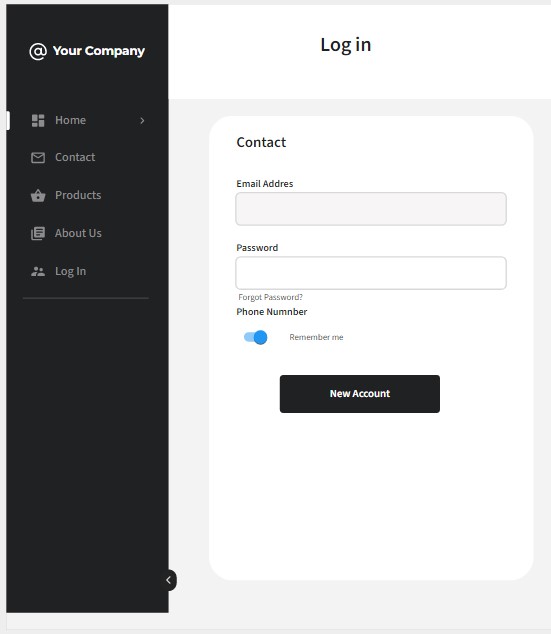 @ Your Company
Home
Contact
Products
About Us
Log In
Log in
Contact
Email Addres
Password
Forgot Password?
Phone Numnber
Remember me
New Account